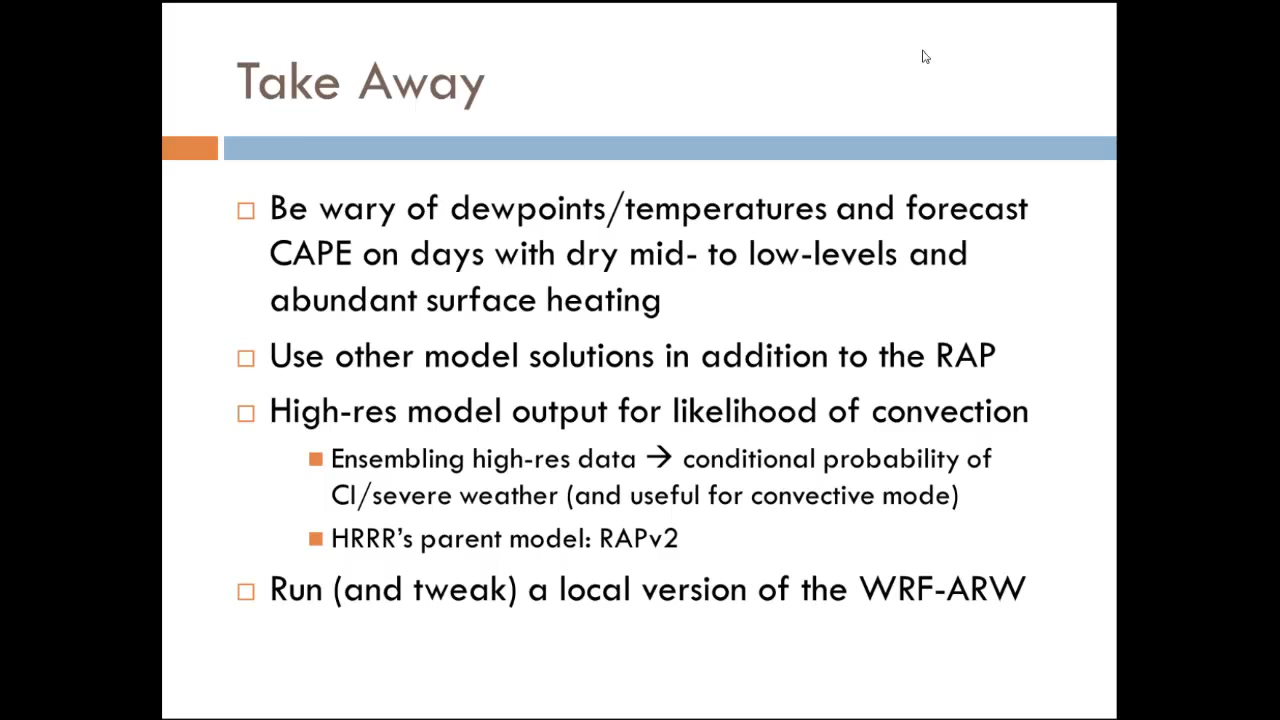 Take Away
Be wary of dewpoints/temperatures and forecast
CAPE on days with dry mid- to low-levels and
abundant surface heating
Use other model solutions in addition to the RAP
High-res model output for likelihood of convection
Ensembling high-res data → conditional probability of
CI/severe weather (and useful for convective mode)
HRRR's parent model: RAPv2
Run (and tweak) a local version of the WRF-ARW